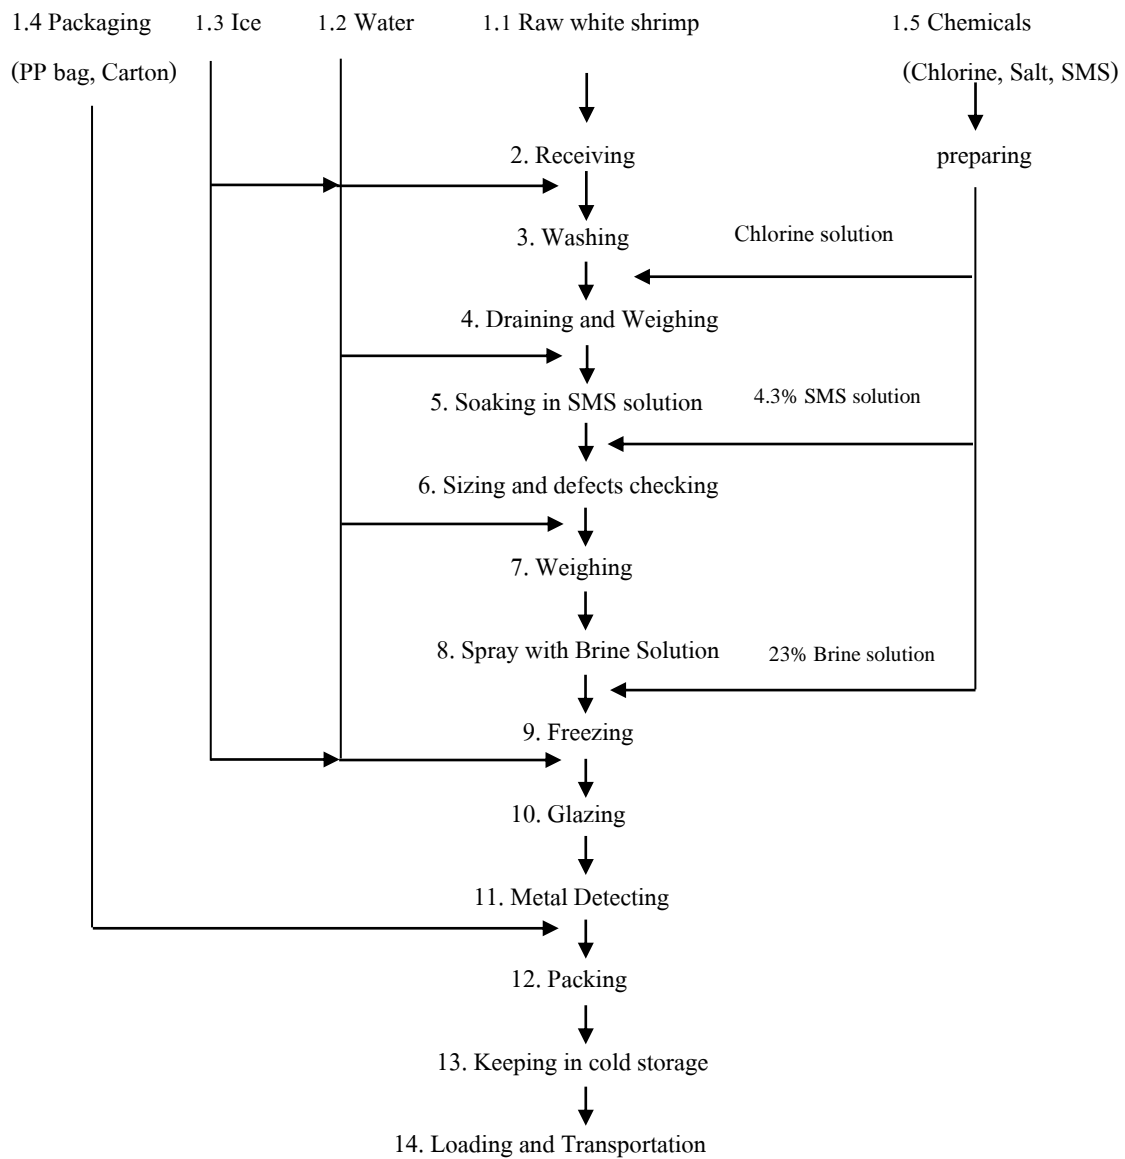 1.4 Packaging
1.3 Ice
1.2 Water
1.1 Raw white shrimp
1.5 Chemicals
(PP bag, Carton)
(Chlorine, Salt, SMS)
2. Receiving
preparing
3. Washing
Chlorine solution
4. Draining and Weighing
5. Soaking in SMS solution
4.3% SMS solution
6. Sizing and defects checking
7. Weighing
8. Spray with Brine Solution
23% Brine solution
9. Freezing
10. Glazing
11. Metal Detecting
12. Packing
13. Keeping in cold storage
14. Loading and Transportation